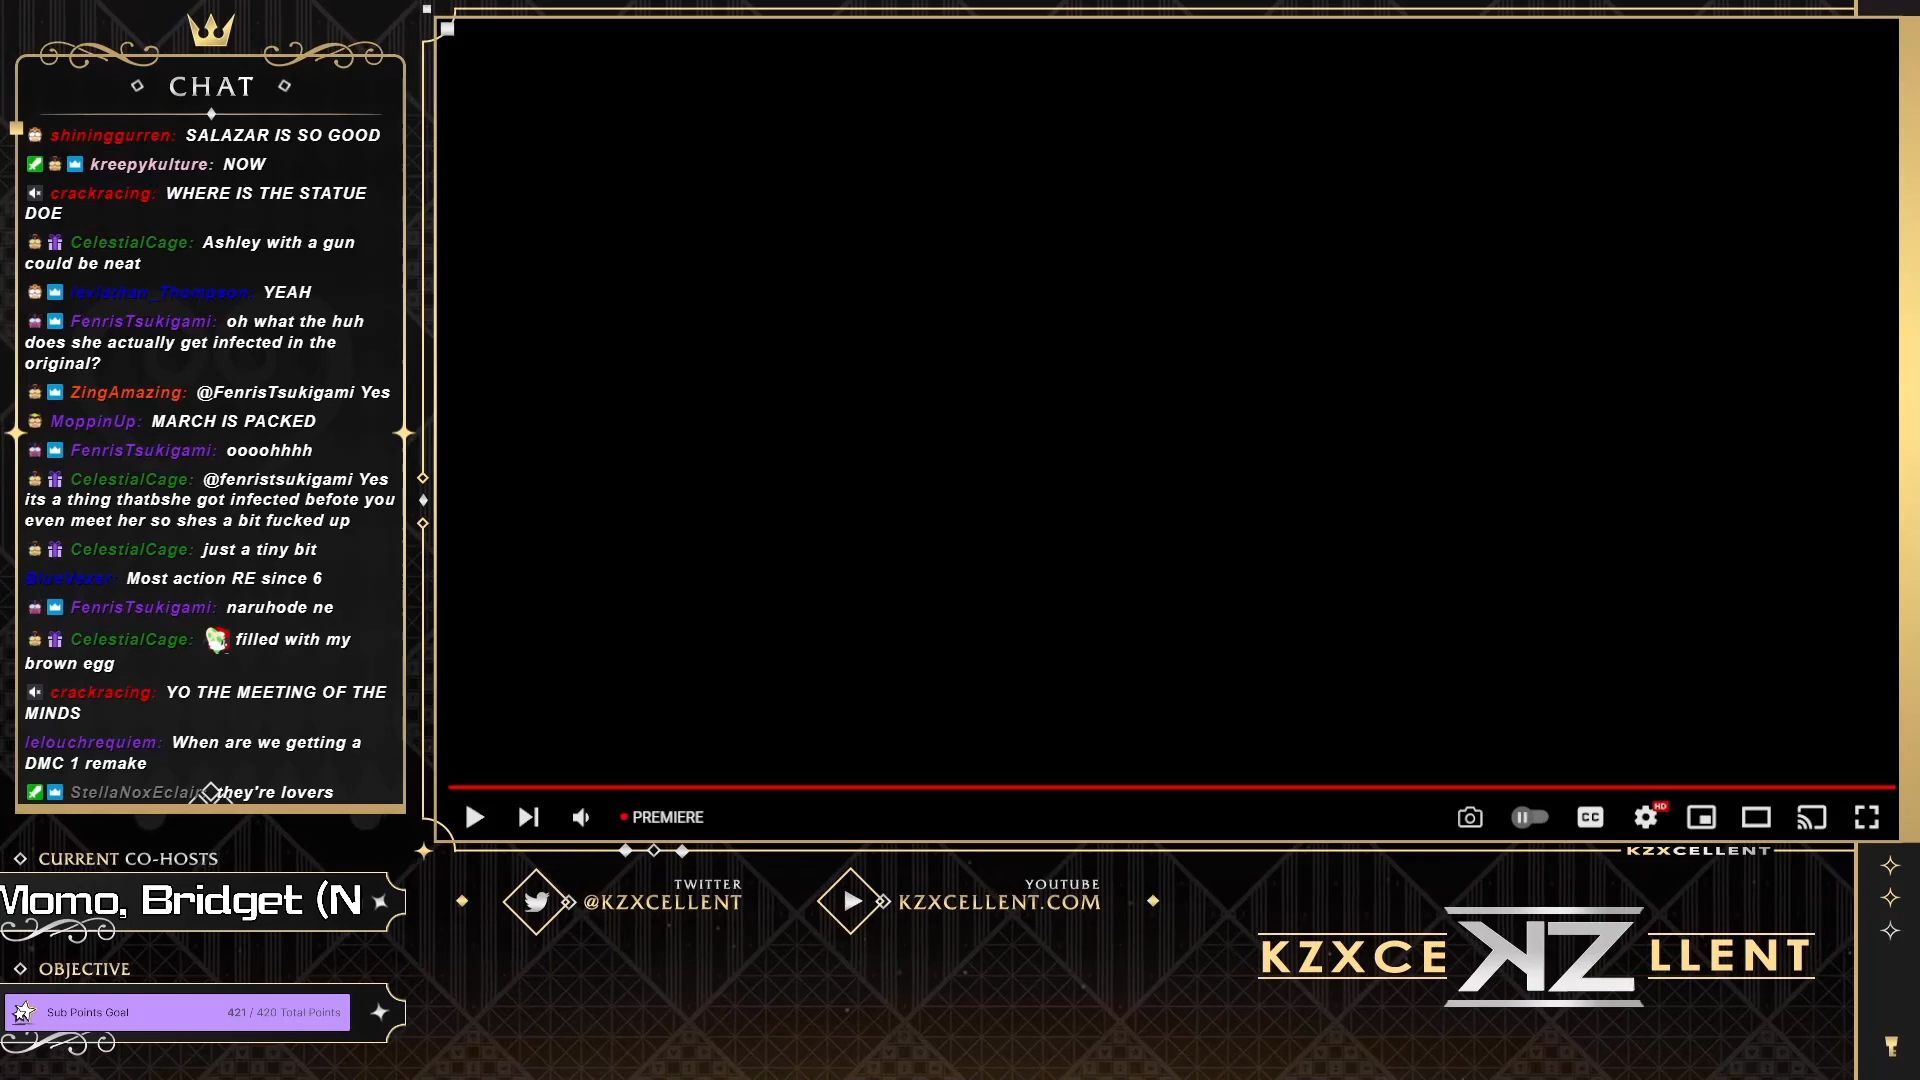 CHAT
shininggurren: SALAZAR IS SO GOOD
kreepykulture: NOW
crackracing: WHERE IS THE STATUE
DOE
CelestialCage: Ashley with a gun
could be neat
leviathan_Thompson: YEAH
FenrisTsukigami: oh what the huh
does she actually get infected in the
original?
ZingAmazing: @FenrisTsukigami Yes
MoppinUp: MARCH IS PACKED
FenrisTsukigami: oooohhhh
CelestialCage: @fenristsukigami Yes
its a thing thatbshe got infected befote you
even meet her so shes a bit fucked up
CelestialCage: just a tiny bit
BlueVexer: Most action RE since 6
FenrisTsukigami: naruhode ne
CelestialCage: filled with my
brown egg
crackracing: YO THE MEETING OF THE
MINDS
lelouchrequiem: When are we getting a
DMC 1 remake
StellaNoxEclair: they're lovers
PREMIERE
CC
HD
KZXCELLENT
CURRENT CO-HOSTS
Momo, Bridget (N
OBJECTIVE
Sub Points Goal 421 / 420 Total Points
TWITTER
@KZXCELLENT
YOUTUBE
KZXCELLENT.COM
KZXCE KZ LLENT